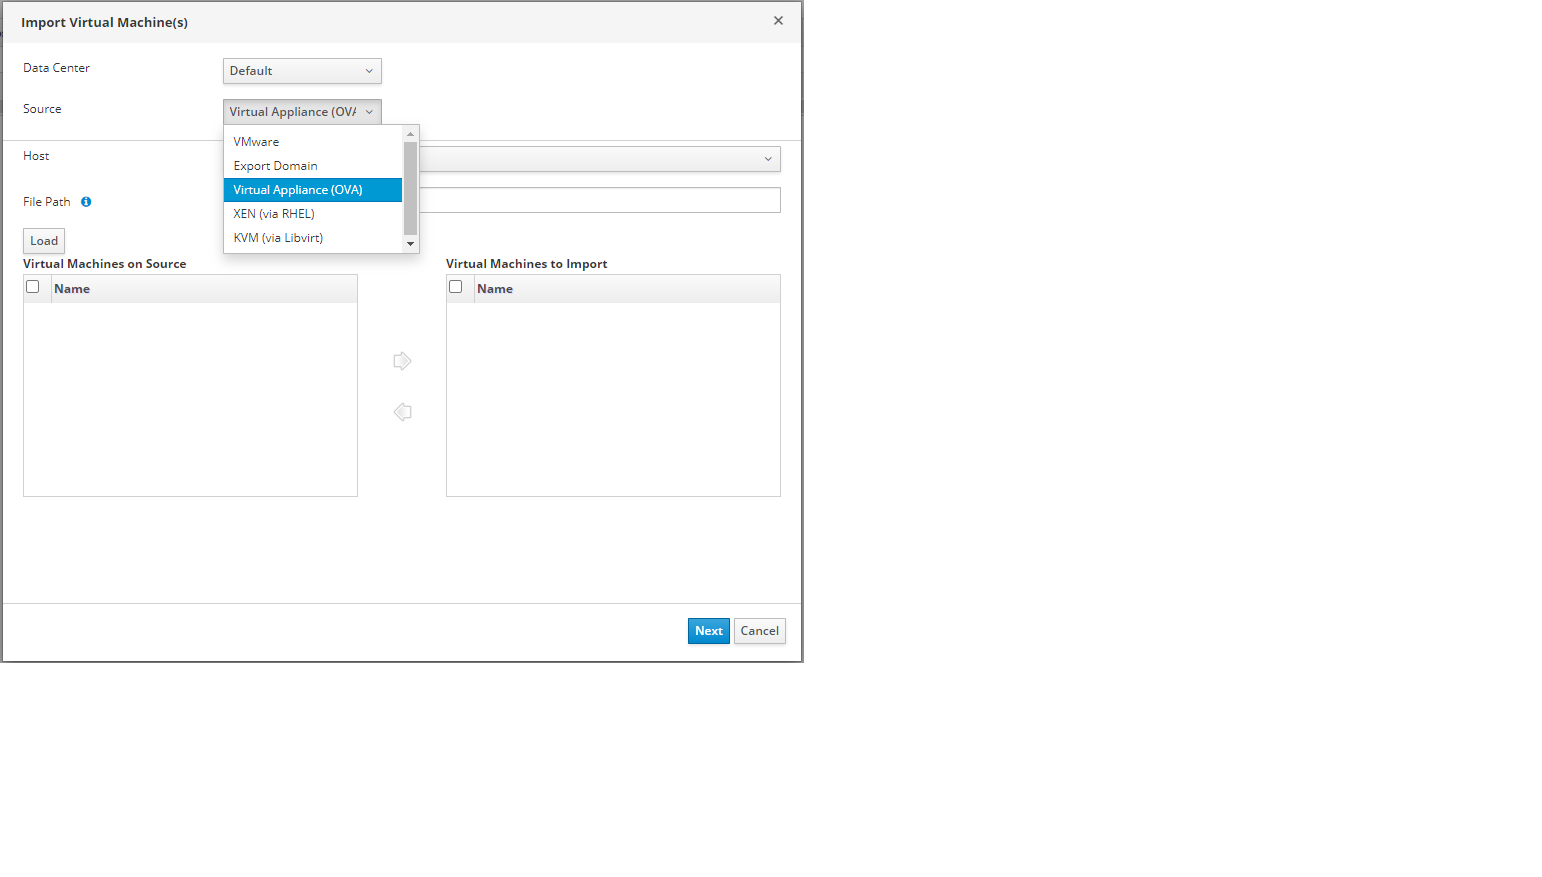 Import Virtual Machine(s)
Data Center
Default
Source
Virtual Appliance (OVA
VMware
Export Domain
Virtual Appliance (OVA)
XEN (via RHEL)
KVM (via Libvirt)
Host
File Path
Load
Virtual Machines on Source
Name
Virtual Machines to Import
Name
Next
Cancel